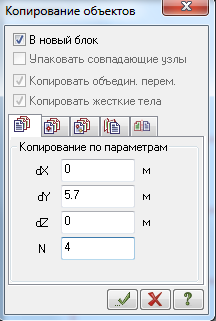 Копирование объектов
В новый блок
Упаковать совпадающие узлы
Копировать объедин. перем.
Копировать жесткие тела
Копирование по параметрам
dX 0 м
dY 5.7 м
dZ 0 м
N 4
?